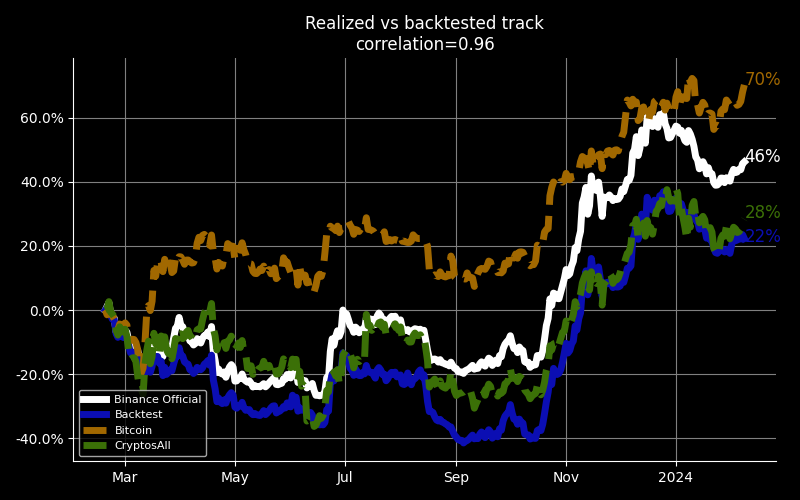 Realized vs backtested track
correlation=0.96
70%
60.0%
46%
40.0%
28%
22%
20.0%
0.0%
-20.0%
-40.0%
Binance Official
Backtest
Bitcoin
CryptosAll
Mar
May
Jul
Sep
Nov
2024